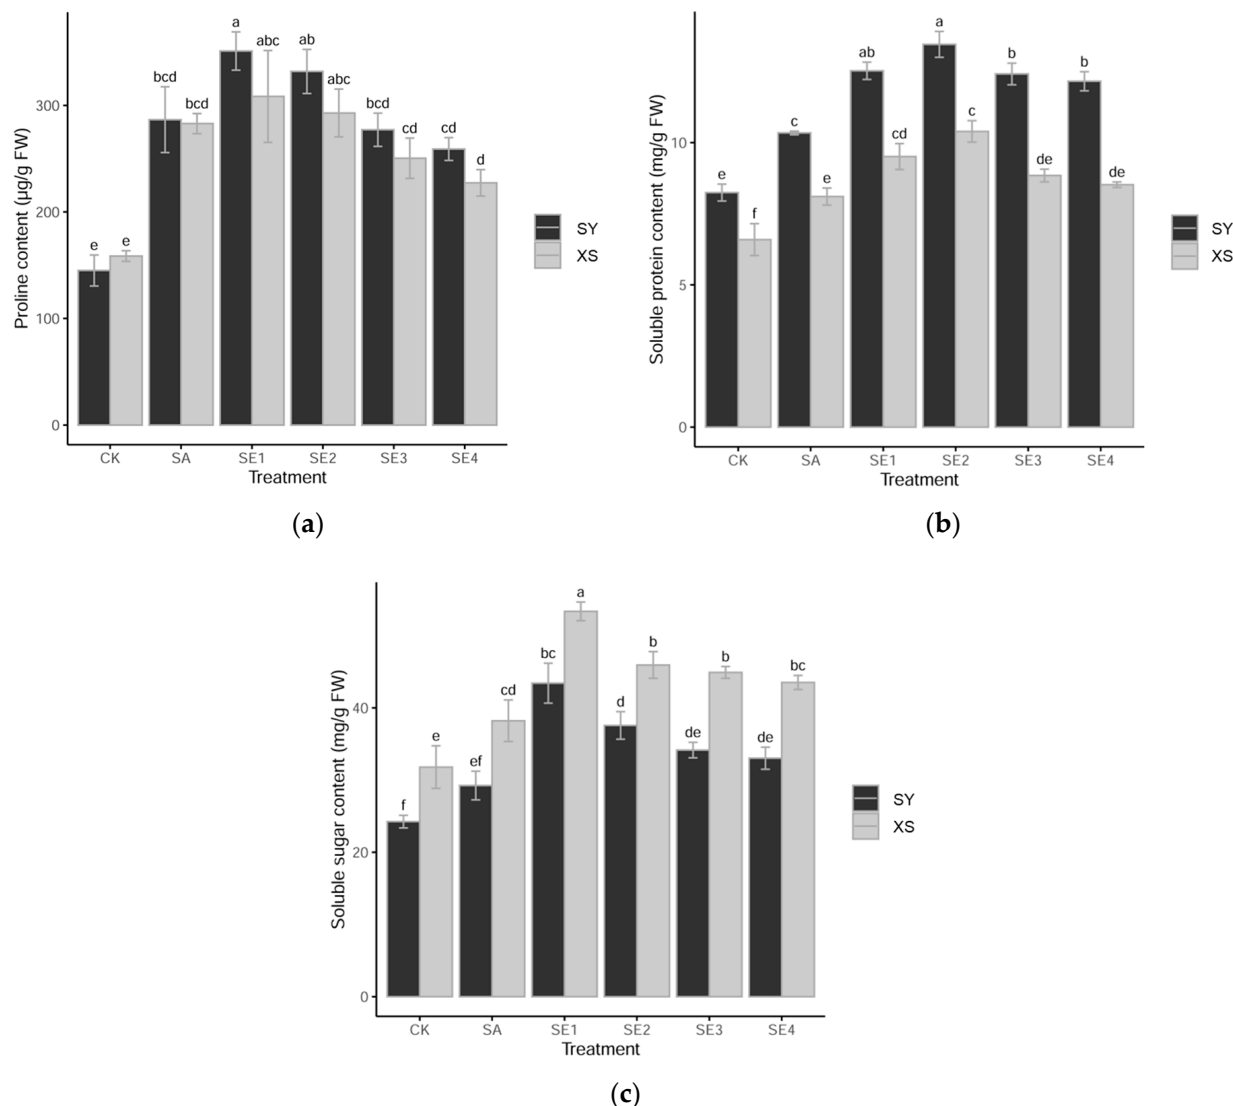 Proline content (µg/g FW)
300
200
100
0
a
ab
abc
abc
bcd
bcd
bcd
cd
cd
d
e
e
CK SA SE1 SE2 SE3 SE4
Treatment
SY
XS
(a)
Soluble protein content (mg/g FW)
10
5
0
a
ab
b
b
c
c
cd
de
de
e
e
f
CK SA SE1 SE2 SE3 SE4
Treatment
SY
XS
(b)
Soluble sugar content (mg/g FW)
40
20
0
a
bc
b
b
bc
cd
d
de
de
e
ef
f
CK SA SE1 SE2 SE3 SE4
Treatment
SY
XS
(c)